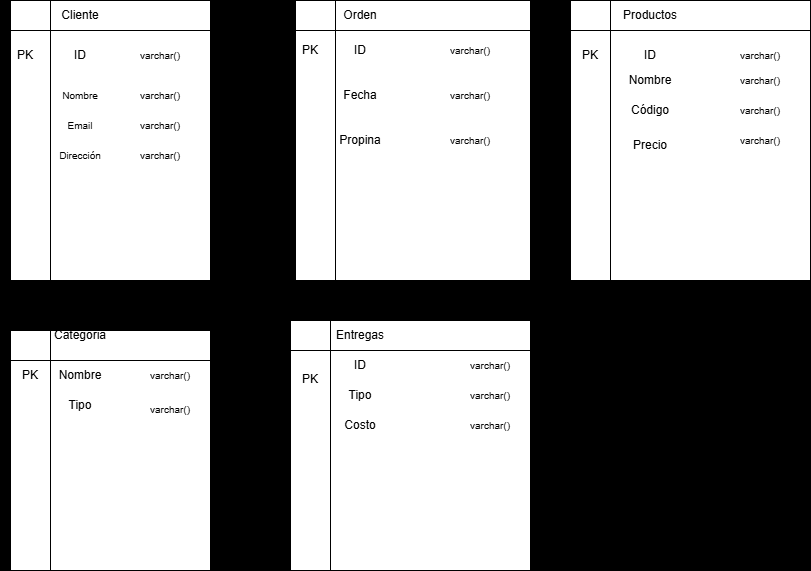 Cliente
PK ID varchar()
Nombre varchar()
Email varchar()
Dirección varchar()
Orden
PK ID varchar()
Fecha varchar()
Propina varchar()
Productos
PK ID varchar()
Nombre varchar()
Código varchar()
Precio varchar()
Categoria
PK Nombre varchar()
Tipo varchar()
Entregas
PK ID varchar()
Tipo varchar()
Costo varchar()